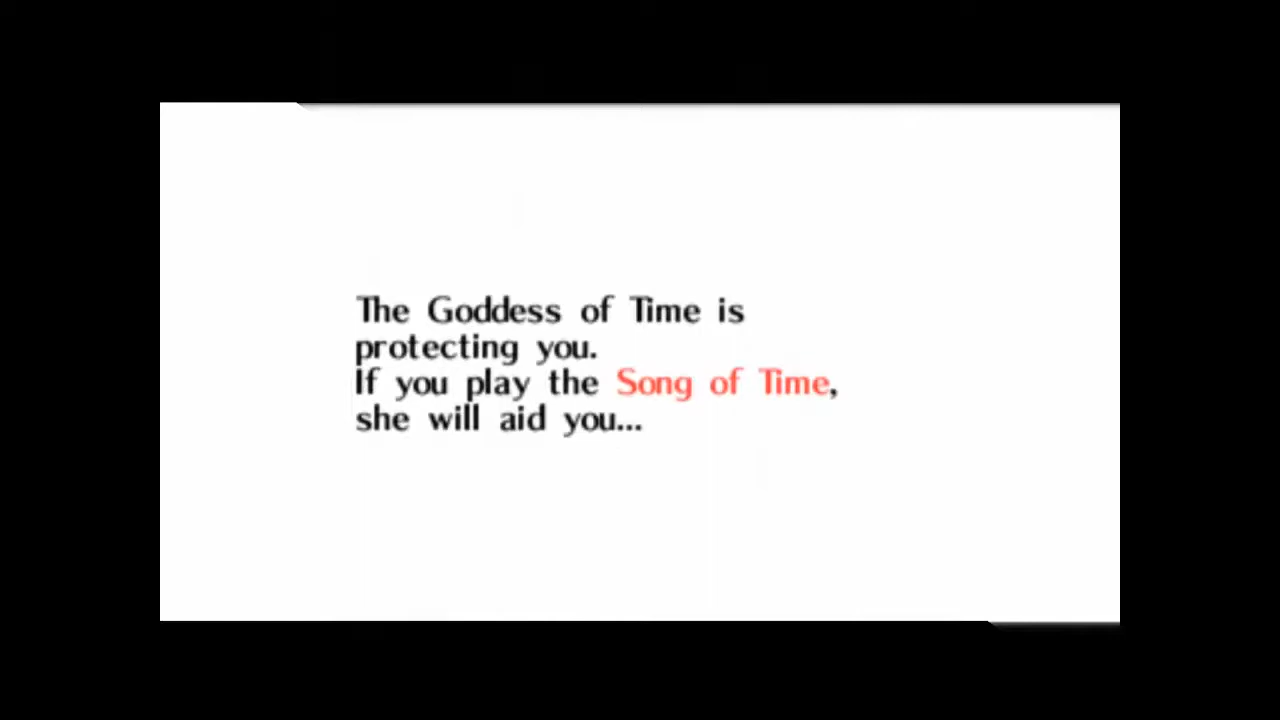 The Goddess of Time is
protecting you.
If you play the Song of Time,
she will aid you...